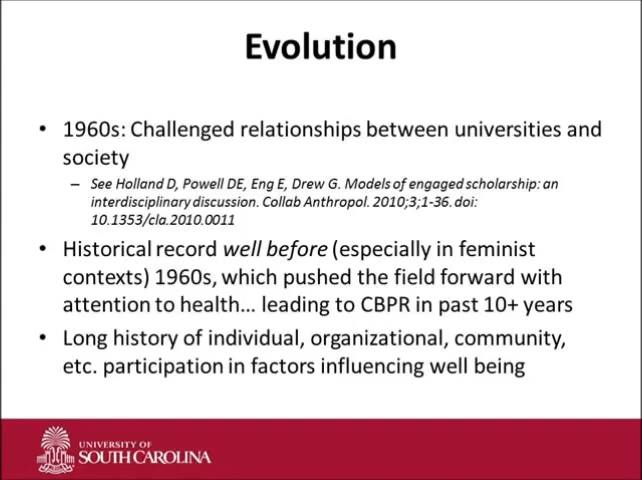 Evolution
• 1960s: Challenged relationships between universities and
society
– See Holland D, Powell DE, Eng E, Drew G. Models of engaged scholarship: an
interdisciplinary discussion. Collab Anthropol. 2010;3;1-36. doi:
10.1353/cla.2010.0011
• Historical record well before (especially in feminist
contexts) 1960s, which pushed the field forward with
attention to health… leading to CBPR in past 10+ years
• Long history of individual, organizational, community,
etc. participation in factors influencing well being
UNIVERSITY OF
SOUTH CAROLINA